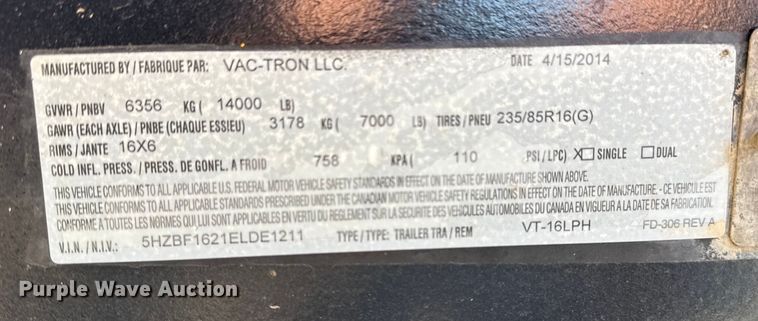 MANUFACTURED BY / FABRIQUE PAR: VAC-TRON LLC. DATE 4/15/2014
GVWR / PNBV 6356 KG ( 14000 LB)
GAWR (EACH AXLE) / PNBE (CHAQUE ESSIEU) 3178 KG ( 7000 LB) TIRES / PNEU 235/85R16(G)
RIMS / JANTE 16X6
COLD INFL. PRESS. / PRESS. DE GONFL. A FROID 758 KPA ( 110 PSI / LPC) X SINGLE DUAL
THIS VEHICLE CONFORMS TO ALL APPLICABLE U.S. FEDERAL MOTOR VEHICLE SAFETY STANDARDS IN EFFECT ON THE DATE OF MANUFACTURE SHOWN ABOVE.
THIS VEHICLE CONFORMS TO ALL APPLICABLE STANDARDS PRESCRIBED UNDER THE CANADIAN MOTOR VEHICLE SAFETY REGULATIONS IN EFFECT ON THE DATE OF MANUFACTURE. - CE VEHICULE EST
CONFORME A TOUTES LES NORMES QUI LUI SONT APPLICABLES EN VERTU DU REGLEMENT SUR LA SECURITE DES VEHICULES AUTOMOBILES DU CANADA EN VIGUEUR A LA DATE DE SA FABRICATION.
V.I.N. / N.I.V.: 5HZBF1621ELDE1211 TYPE / TYPE: TRAILER TRA / REM VT-16LPH FD-306 REV A
Purple Wave Auction